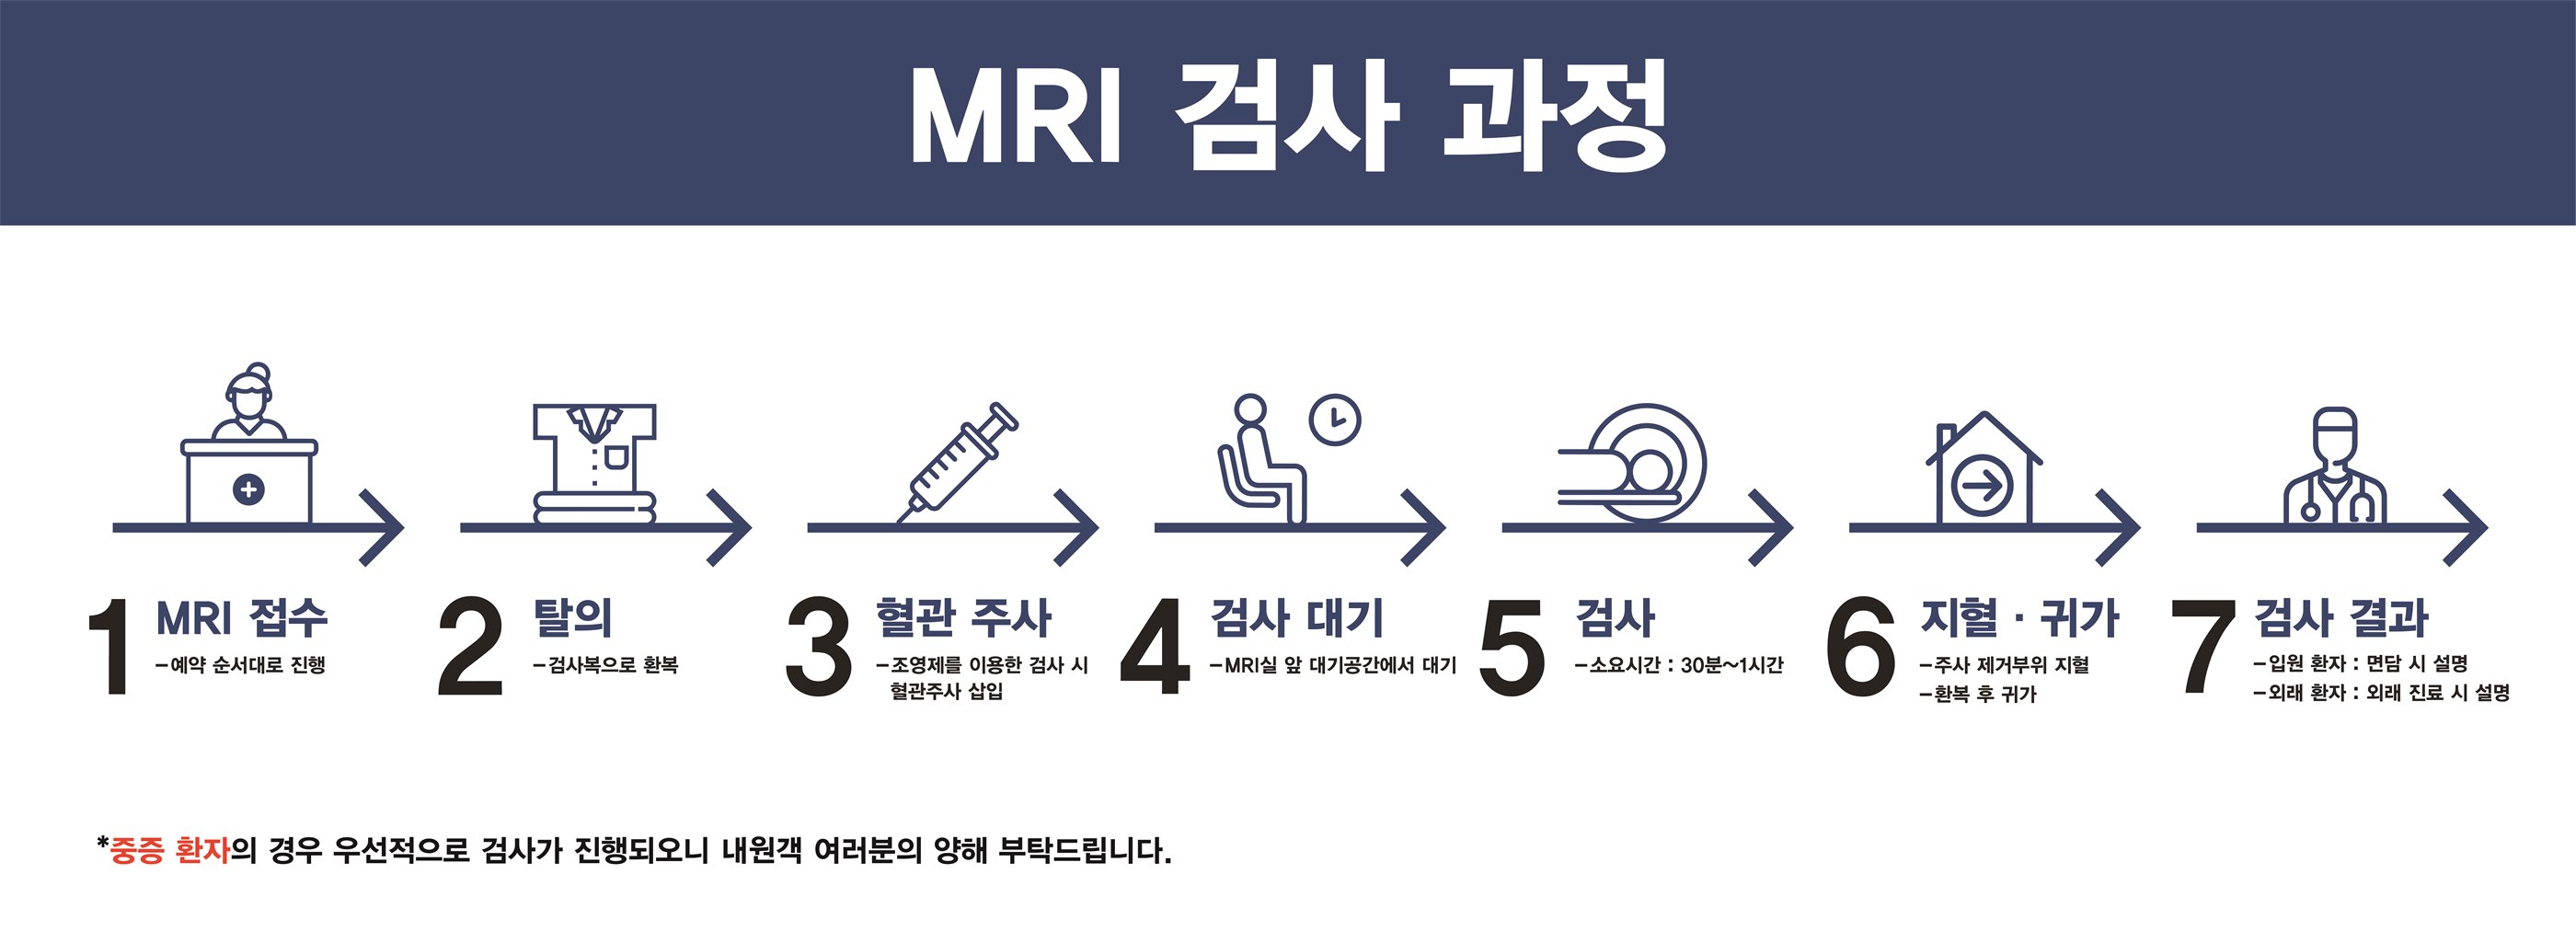 MRI 검사 과정
1 MRI 접수
-예약 순서대로 진행
2 탈의
-검사복으로 환복
3 혈관 주사
-조영제를 이용한 검사 시
혈관주사 삽입
4 검사 대기
-MRI실 앞 대기공간에서 대기
5 검사
-소요시간 : 30분~1시간
6 지혈 · 귀가
-주사 제거부위 지혈
-환복 후 귀가
7 검사 결과
-입원 환자 : 면담 시 설명
-외래 환자 : 외래 진료 시 설명
*중증 환자의 경우 우선적으로 검사가 진행되오니 내원객 여러분의 양해 부탁드립니다.